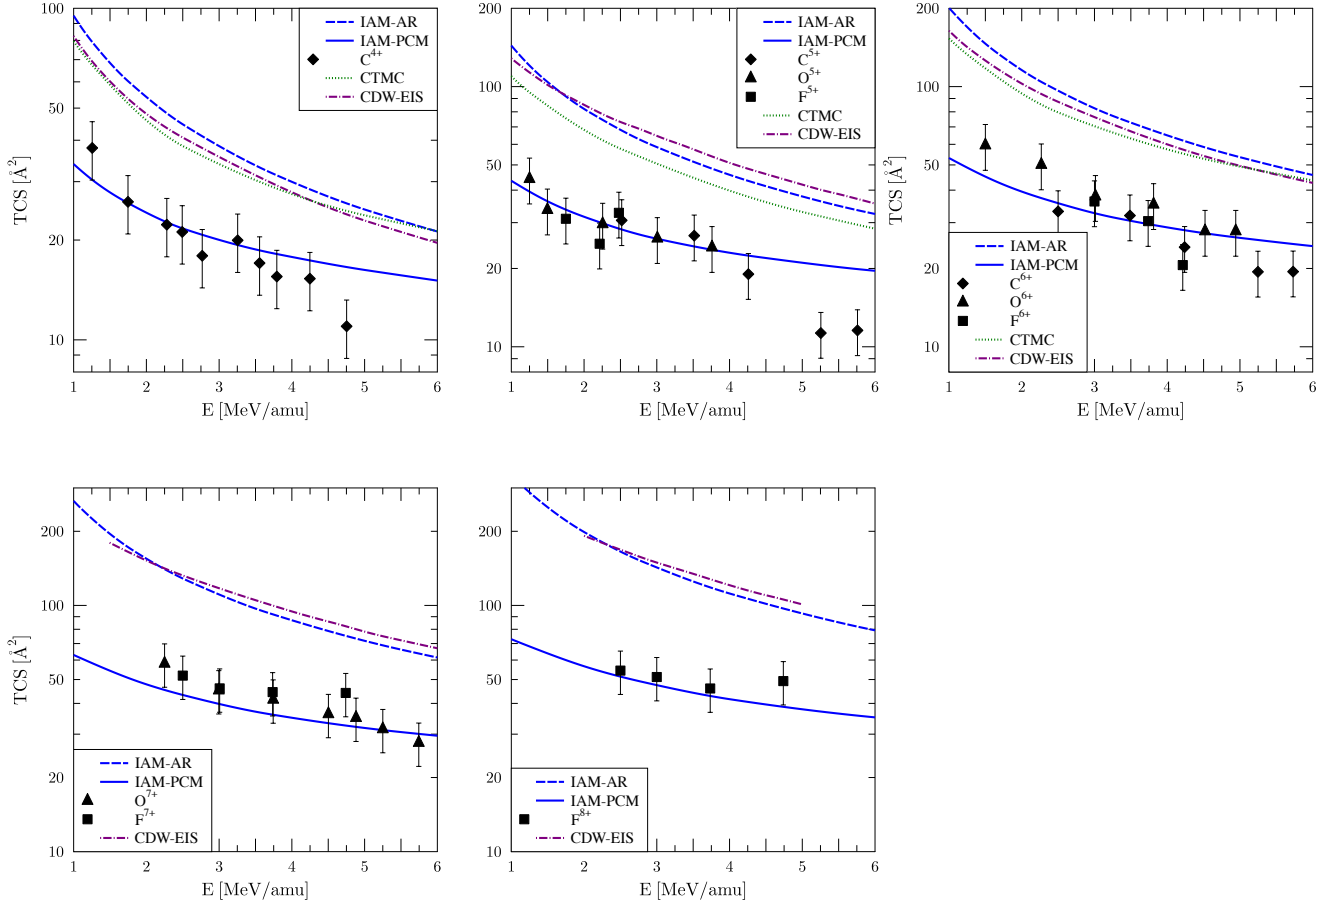 100
50
20
10
TCS [Å²]
IAM-AR
IAM-PCM
C⁴⁺
CTMC
CDW-EIS
1 2 3 4 5 6
E [MeV/amu]
200
100
50
20
10
TCS [Å²]
IAM-AR
IAM-PCM
C⁵⁺
O⁵⁺
F⁵⁺
CTMC
CDW-EIS
1 2 3 4 5 6
E [MeV/amu]
200
100
50
20
10
TCS [Å²]
IAM-AR
IAM-PCM
C⁶⁺
O⁶⁺
F⁶⁺
CTMC
CDW-EIS
1 2 3 4 5 6
E [MeV/amu]
200
100
50
20
10
TCS [Å²]
IAM-AR
IAM-PCM
O⁷⁺
F⁷⁺
CDW-EIS
1 2 3 4 5 6
E [MeV/amu]
200
100
50
20
10
IAM-AR
IAM-PCM
F⁸⁺
CDW-EIS
1 2 3 4 5 6
E [MeV/amu]